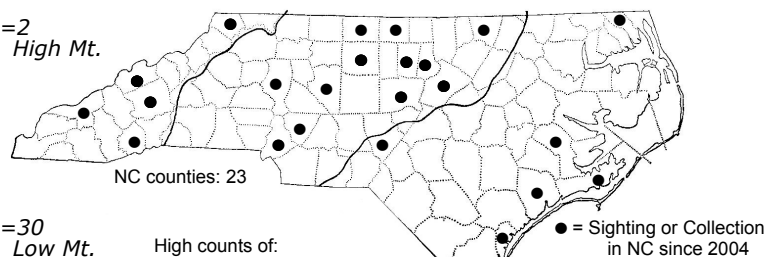 =2
High Mt.
NC counties: 23
=30
Low Mt.
High counts of:
● = Sighting or Collection
in NC since 2004